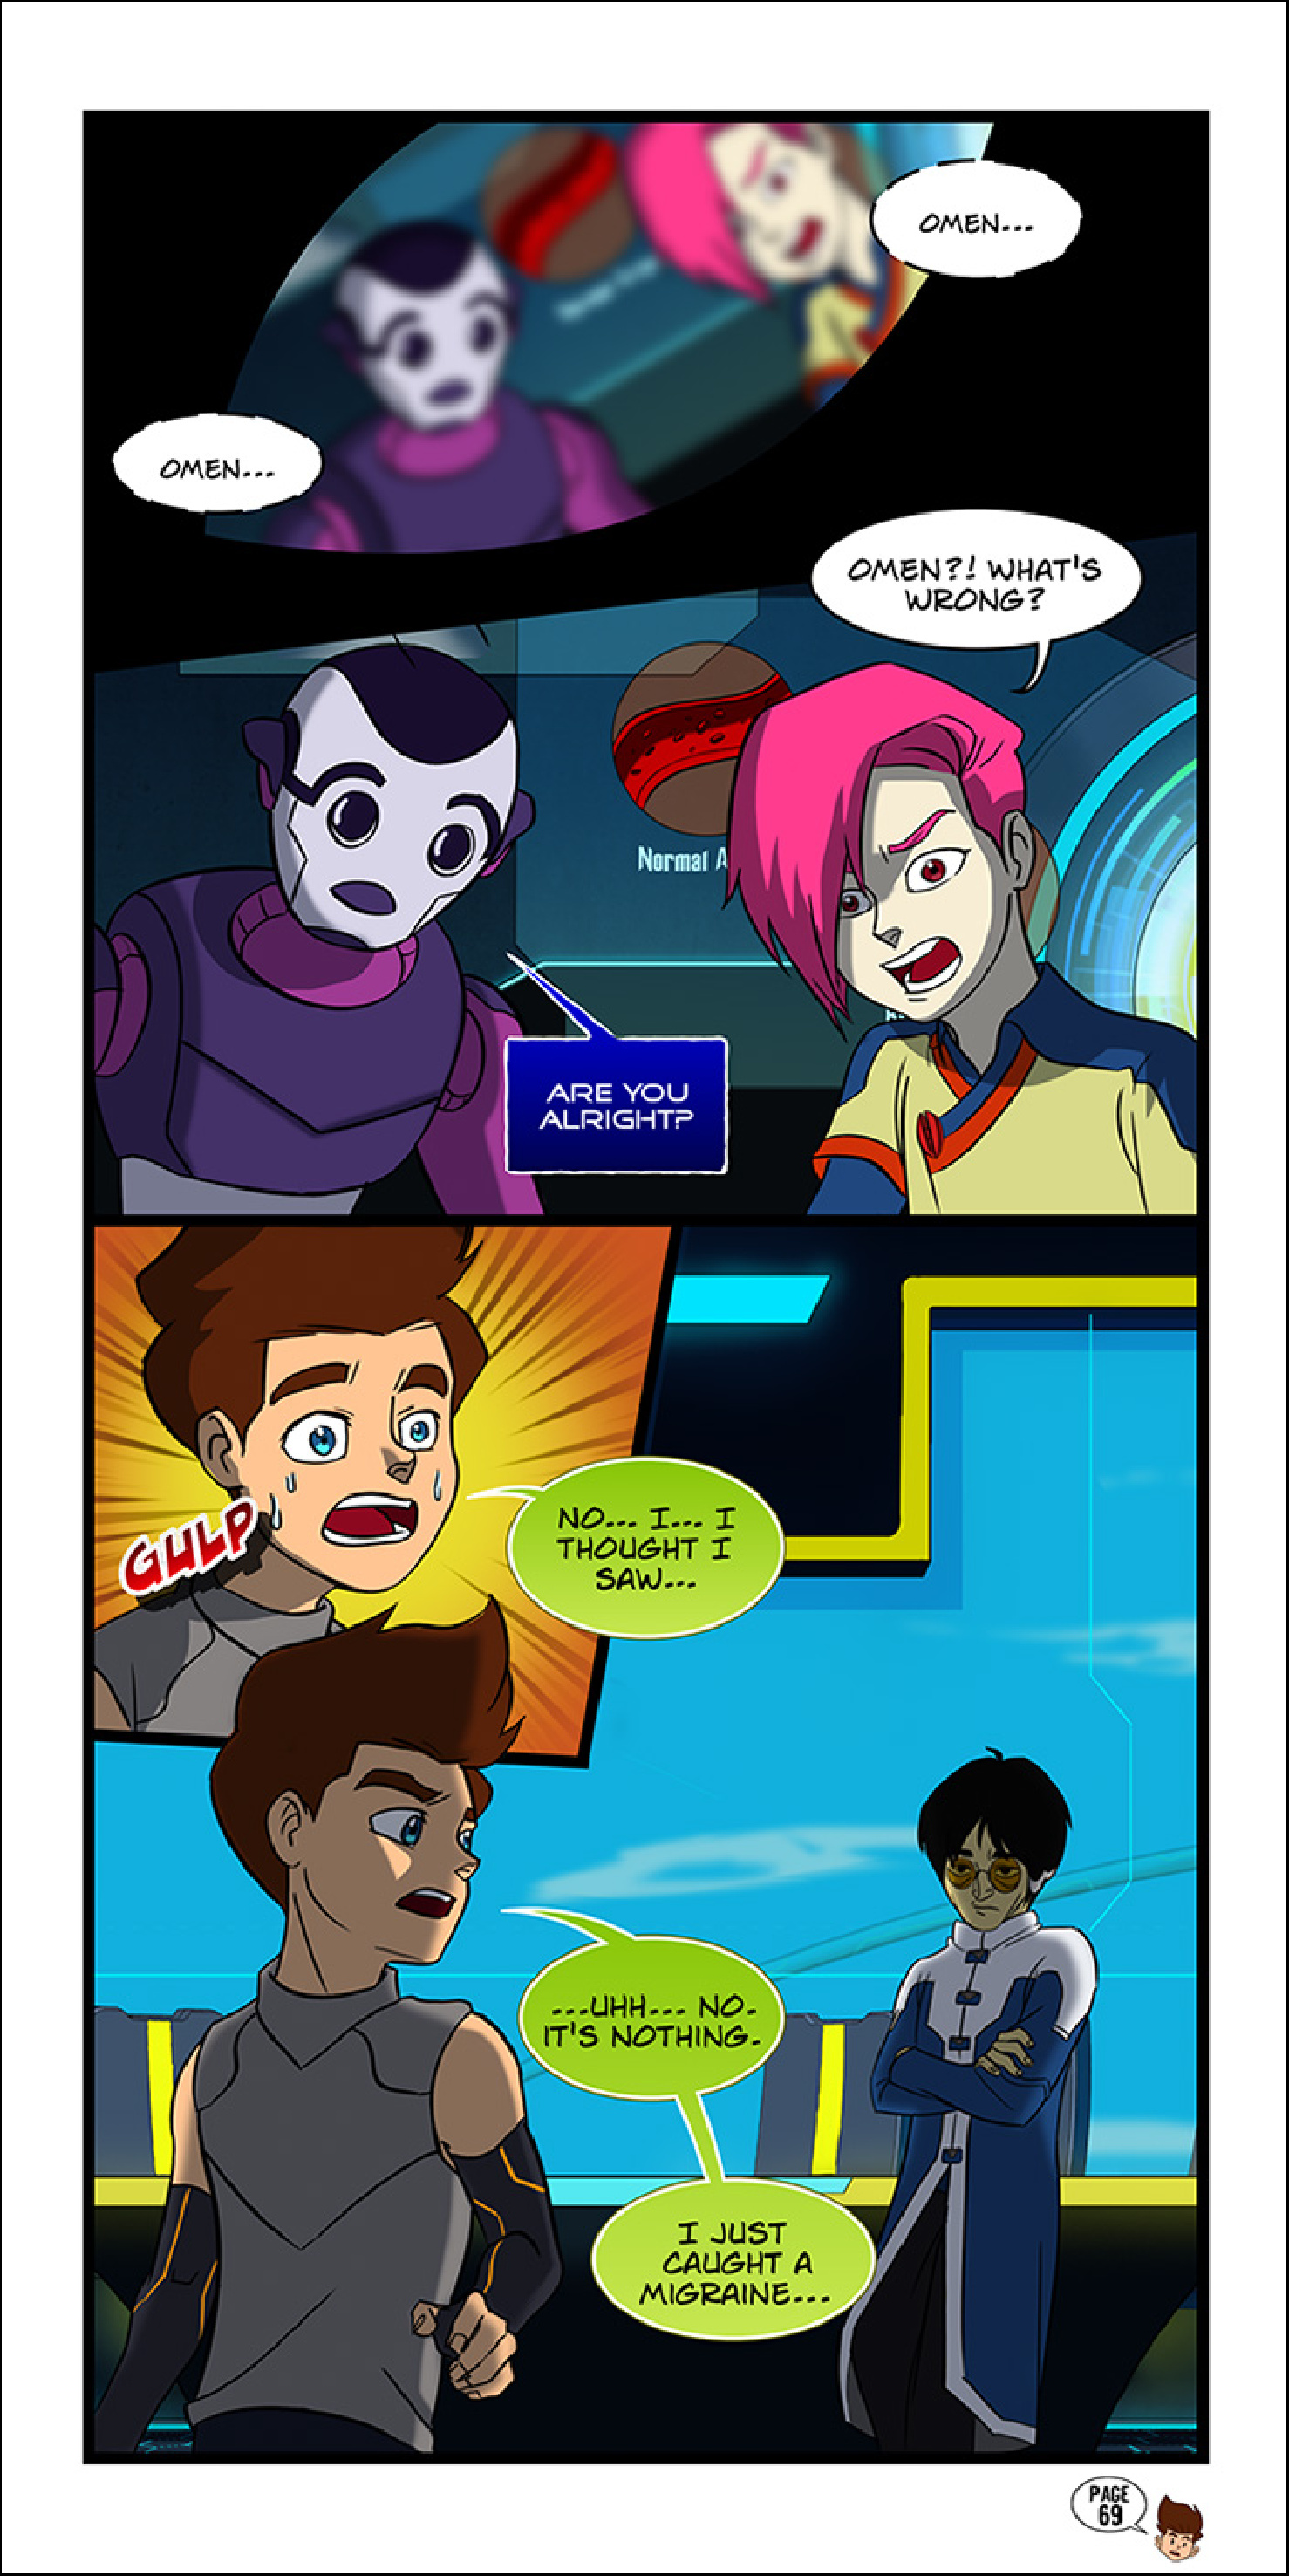 OMEN...
OMEN...
OMEN?! WHAT'S
WRONG?
Normal A
ARE YOU
ALRIGHT?
GULP
NO... I... I
THOUGHT I
SAW...
...UHH... NO.
IT'S NOTHING.
I JUST
CAUGHT A
MIGRAINE...
PAGE
69